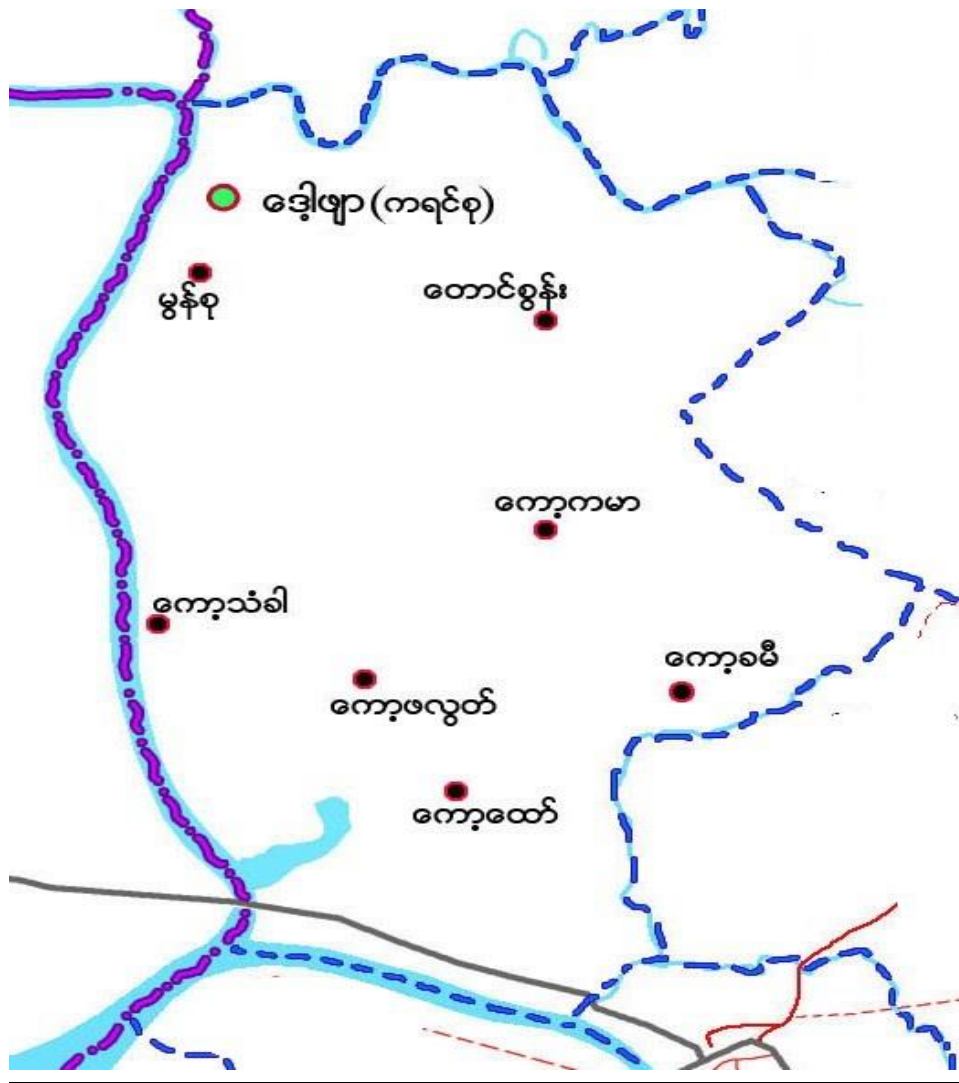 ဒေါ့ဖျာ (ကရင်စု)
မွန်စု
တောင်စွန်း
ကော့ကမာ
ကော့သံခါ
ကော့ခမီ
ကော့ဖလွတ်
ကော့ထော်